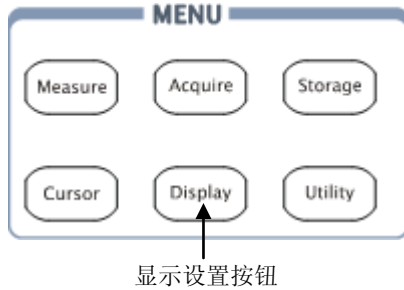 MENU
Measure Acquire Storage
Cursor Display Utility
显示设置按钮